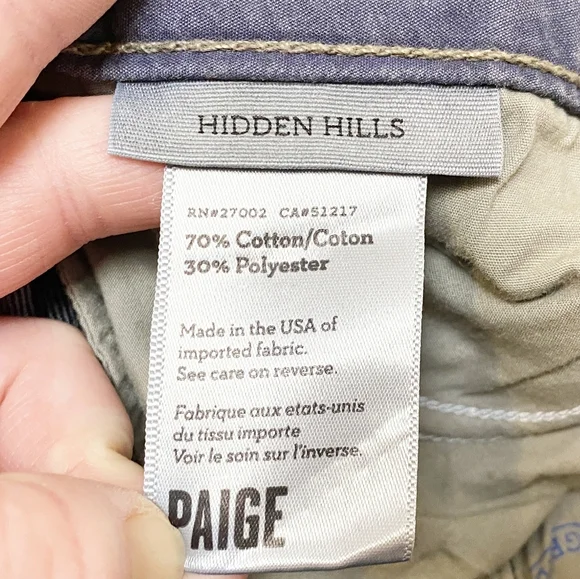 HIDDEN HILLS
RN#27002 CA#51217
70% Cotton/Coton
30% Polyester
Made in the USA of
imported fabric.
See care on reverse.
Fabrique aux etats-unis
du tissu importe
Voir le soin sur l'inverse.
PAIGE